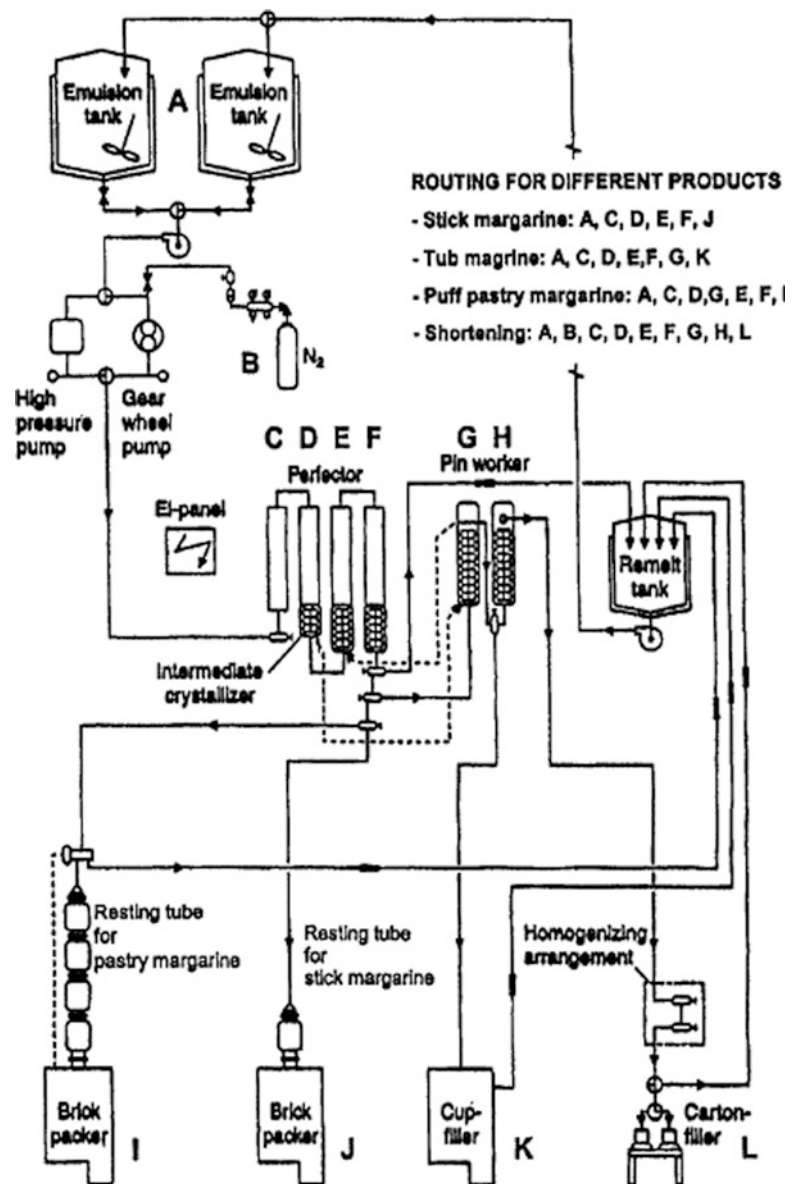 Emulsion
tank
A
Emulsion
tank
ROUTING FOR DIFFERENT PRODUCTS
- Stick margarine: A, C, D, E, F, J
- Tub magrine: A, C, D, E,F, G, K
- Puff pastry margarine: A, C, D,G, E, F,
- Shortening: A, B, C, D, E, F, G, H, L
B
N2
High
pressure
pump
Gear
wheel
pump
C D E F
Perfector
G H
Pin worker
El-panel
Remelt
tank
Intermediate
crystallizer
Resting tube
for
pastry margarine
Resting tube
for
stick margarine
Homogenizing
arrangement
Brick
packer
I
Brick
packer
J
Cup-
filler
K
Carton-
filler
L